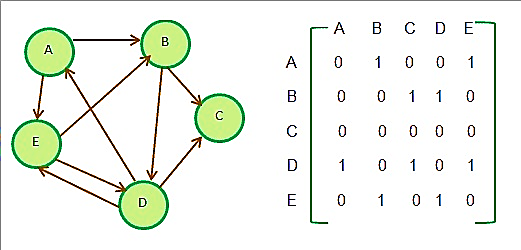 A
B
C
E
D
A B C D E
A 0 1 0 0 1
B 0 0 1 1 0
C 0 0 0 0 0
D 1 0 1 0 1
E 0 1 0 1 0